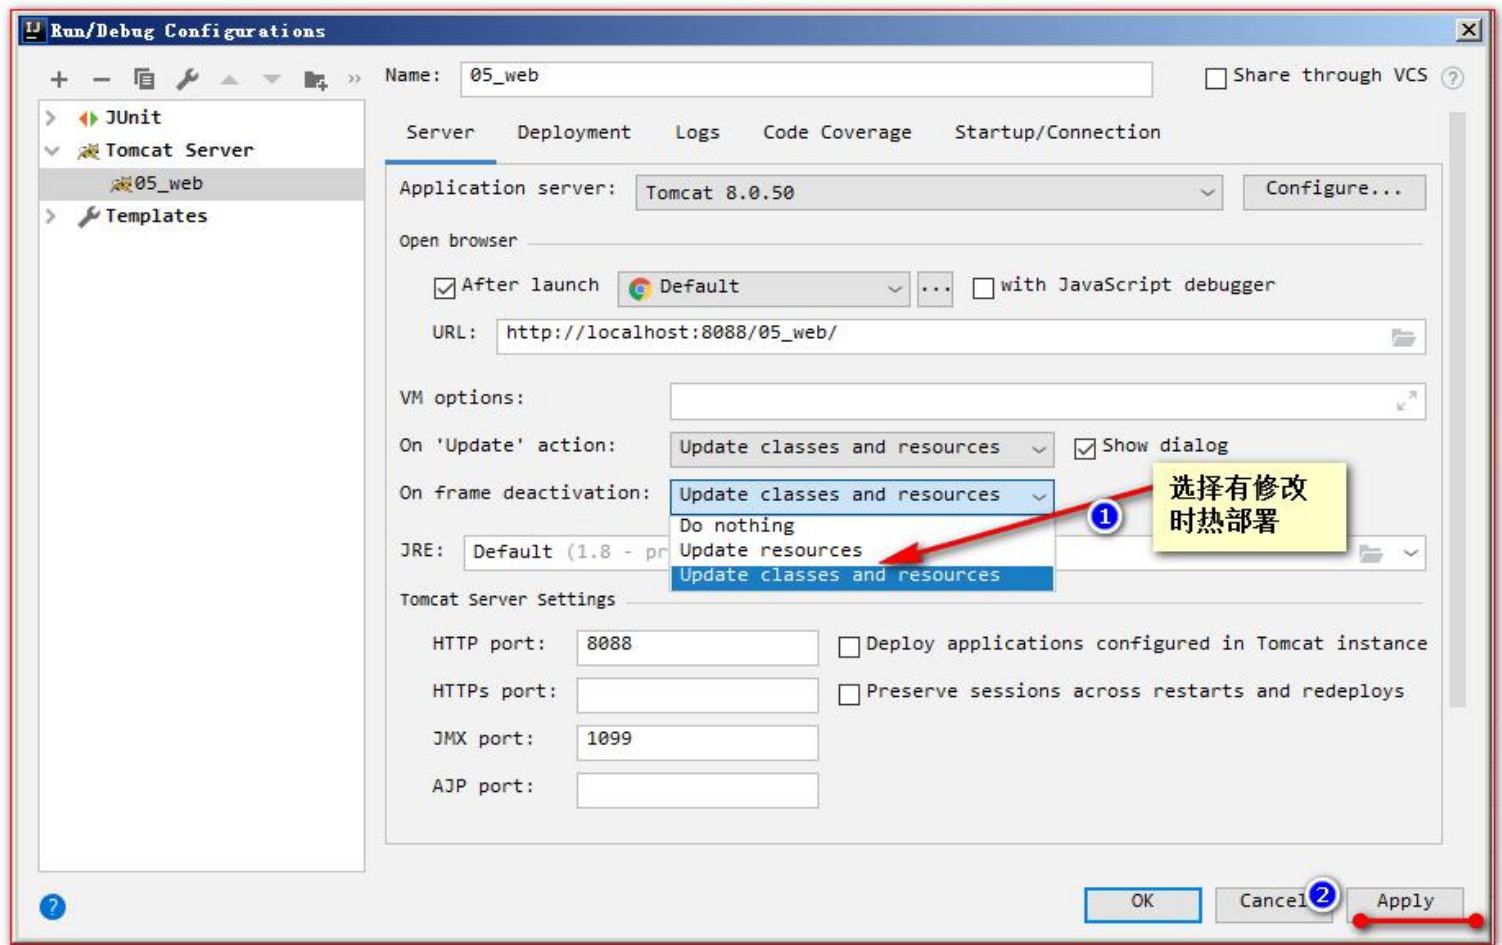 Run/Debug Configurations
Name: 05_web
Share through VCS
JUnit
Tomcat Server
05_web
Templates
Server Deployment Logs Code Coverage Startup/Connection
Application server: Tomcat 8.0.50 Configure...
Open browser
After launch Default ... with JavaScript debugger
URL: http://localhost:8088/05_web/
VM options:
On 'Update' action: Update classes and resources Show dialog
On frame deactivation: Update classes and resources
1
选择有修改
时热部署
Do nothing
Update resources
Update classes and resources
JRE: Default (1.8 - pr
Tomcat Server Settings
HTTP port: 8088 Deploy applications configured in Tomcat instance
HTTPs port: Preserve sessions across restarts and redeploys
JMX port: 1099
AJP port:
? OK Cancel 2 Apply